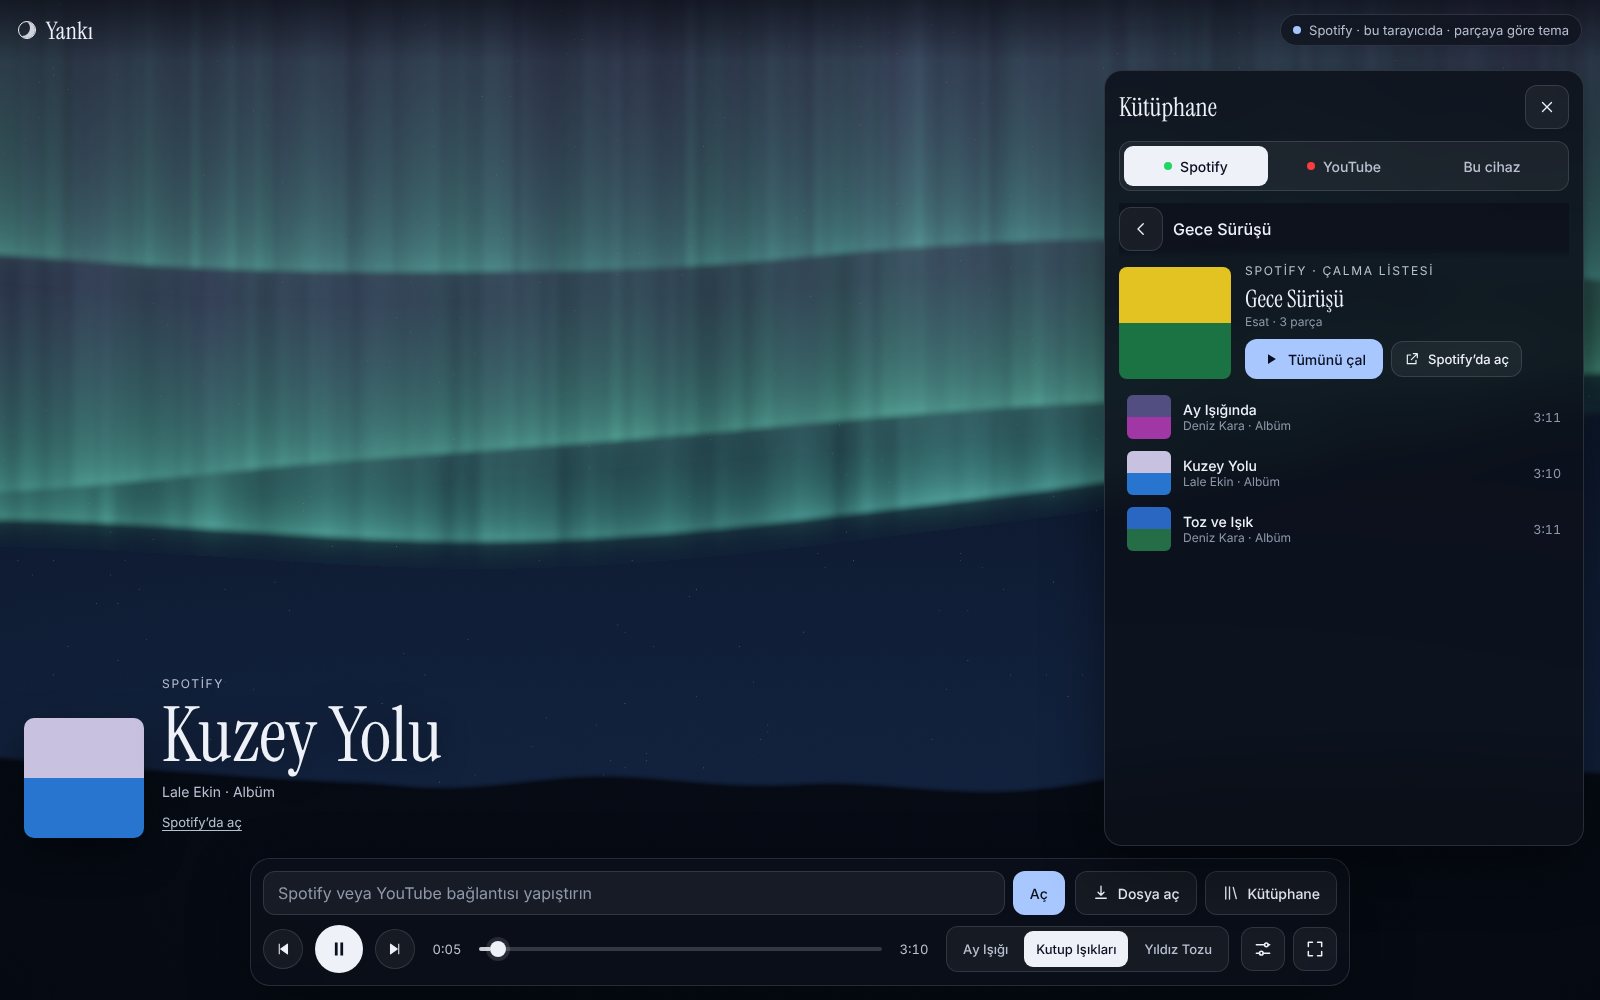 Yankı
Spotify · bu tarayıcıda · parçaya göre tema
Kütüphane
Spotify
YouTube
Bu cihaz
Gece Sürüşü
SPOTİFY · ÇALMA LİSTESİ
Gece Sürüşü
Esat · 3 parça
Tümünü çal
Spotify’da aç
Ay Işığında
Deniz Kara · Albüm
3:11
Kuzey Yolu
Lale Ekin · Albüm
3:10
Toz ve Işık
Deniz Kara · Albüm
3:11
SPOTİFY
Kuzey Yolu
Lale Ekin · Albüm
Spotify’da aç
Spotify veya YouTube bağlantısı yapıştırın
Aç
Dosya aç
Kütüphane
0:05
3:10
Ay Işığı
Kutup Işıkları
Yıldız Tozu